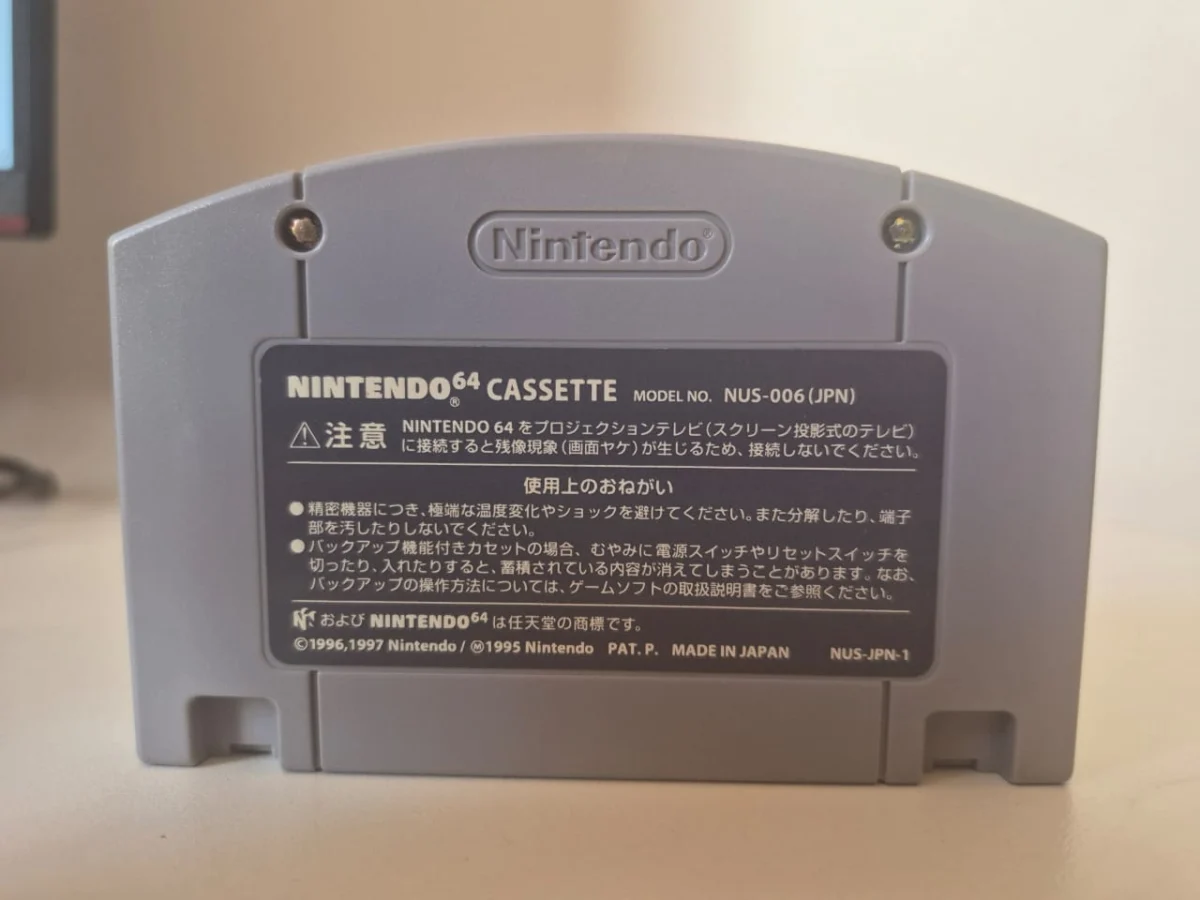 Nintendo®
NINTENDO64® CASSETTE MODEL NO. NUS-006(JPN)
⚠注意 NINTENDO 64 をプロジェクションテレビ(スクリーン投影式のテレビ)
に接続すると残像現象(画面ヤケ)が生じるため、接続しないでください。
使用上のおねがい
●精密機器につき、極端な温度変化やショックを避けてください。また分解したり、端子
部を汚したりしないでください。
●バックアップ機能付きカセットの場合、むやみに電源スイッチやリセットスイッチを
切ったり、入れたりすると、蓄積されている内容が消えてしまうことがあります。なお、
バックアップの操作方法については、ゲームソフトの取扱説明書をご参照ください。
および NINTENDO64 は任天堂の商標です。
©1996,1997 Nintendo/Ⓜ1995 Nintendo PAT. P. MADE IN JAPAN NUS-JPN-1